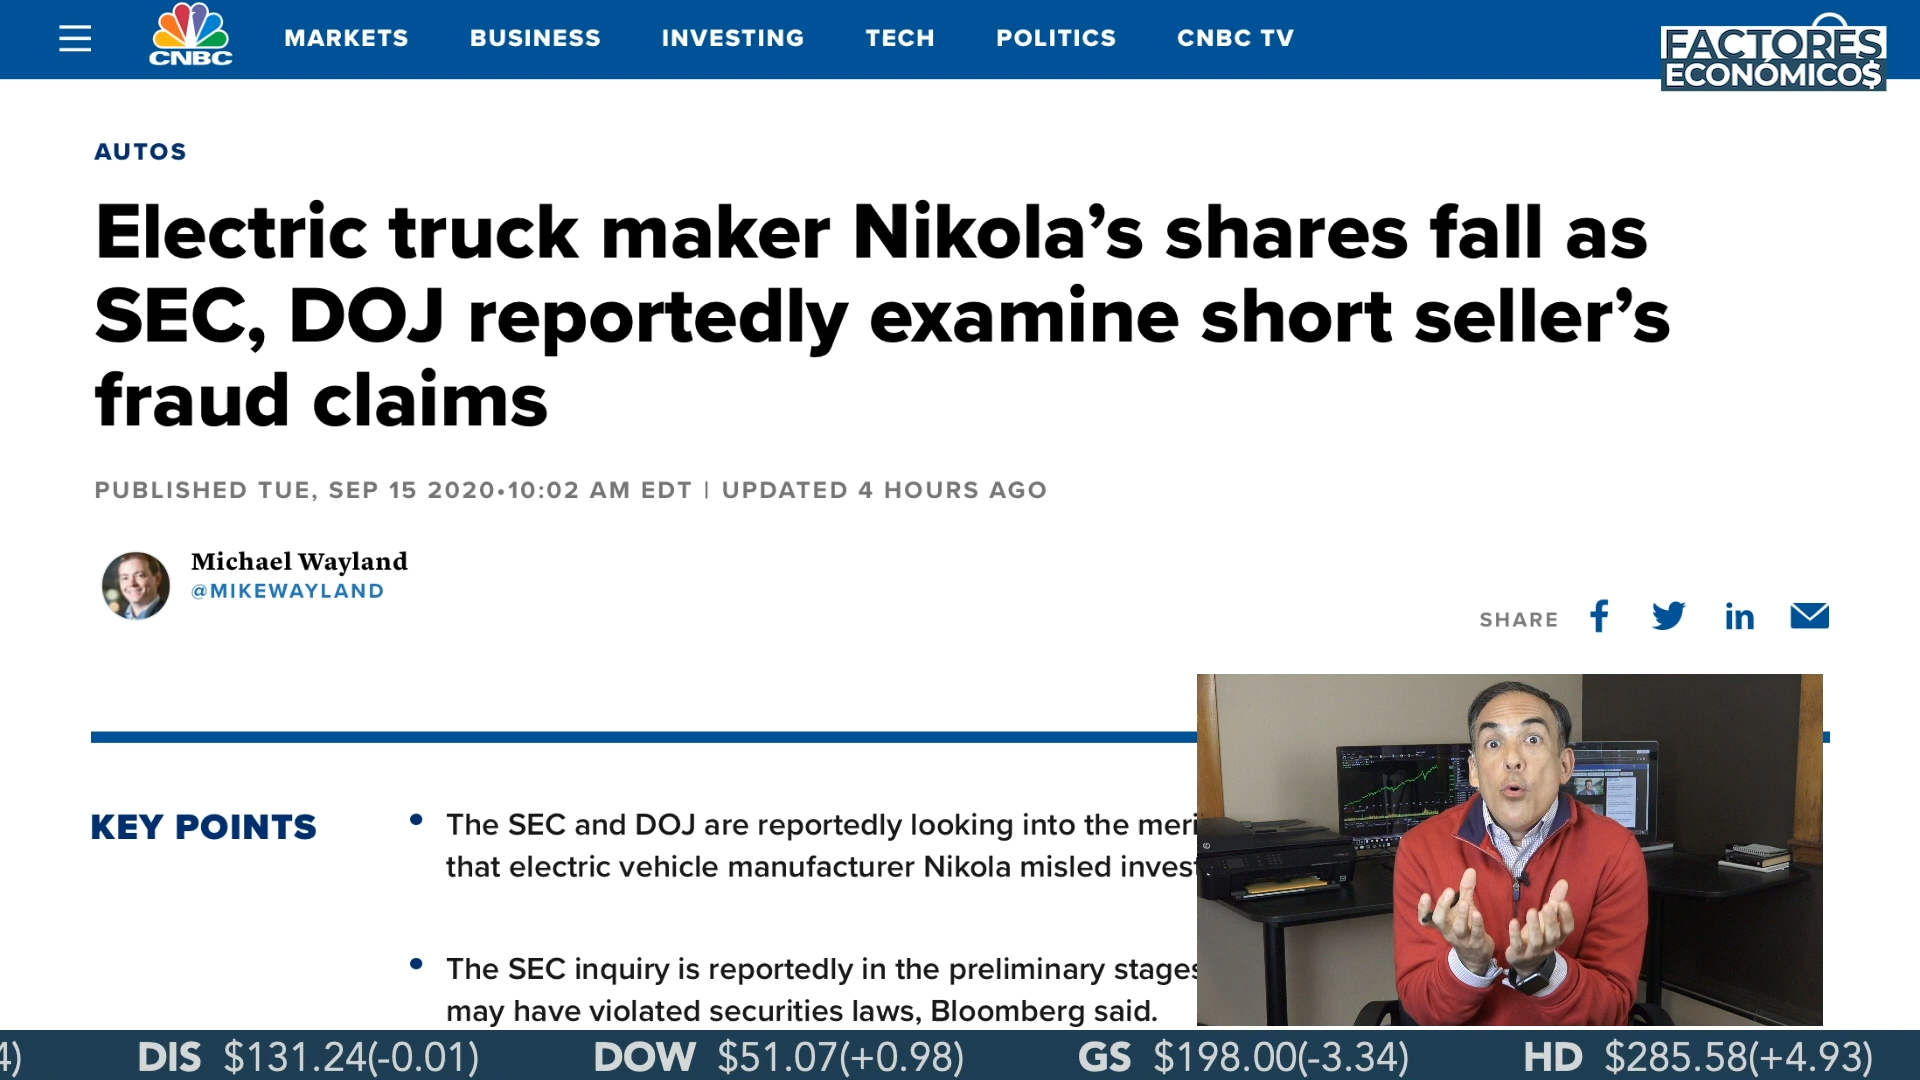 CNBC
MARKETS
BUSINESS
INVESTING
TECH
POLITICS
CNBC TV
FACTORES
ECONÓMICO$
AUTOS
Electric truck maker Nikola’s shares fall as
SEC, DOJ reportedly examine short seller’s
fraud claims
PUBLISHED TUE, SEP 15 2020•10:02 AM EDT | UPDATED 4 HOURS AGO
Michael Wayland
@MIKEWAYLAND
SHARE
KEY POINTS
• The SEC and DOJ are reportedly looking into the meri
that electric vehicle manufacturer Nikola misled invest
• The SEC inquiry is reportedly in the preliminary stages
may have violated securities laws, Bloomberg said.
4) DIS $131.24(-0.01) DOW $51.07(+0.98) GS $198.00(-3.34) HD $285.58(+4.93)